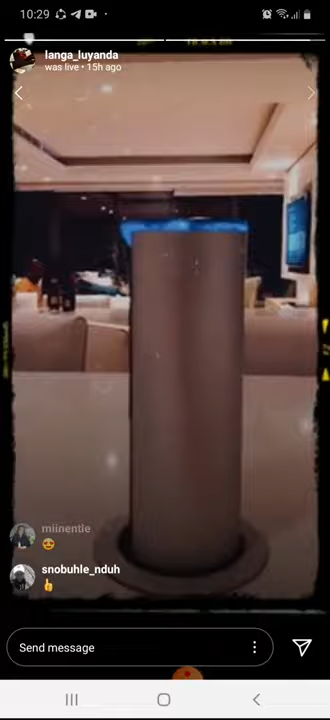 10:29
langa_luyanda
was live • 15h ago
miinentle
😍
snobuhle_nduh
👆
Send message